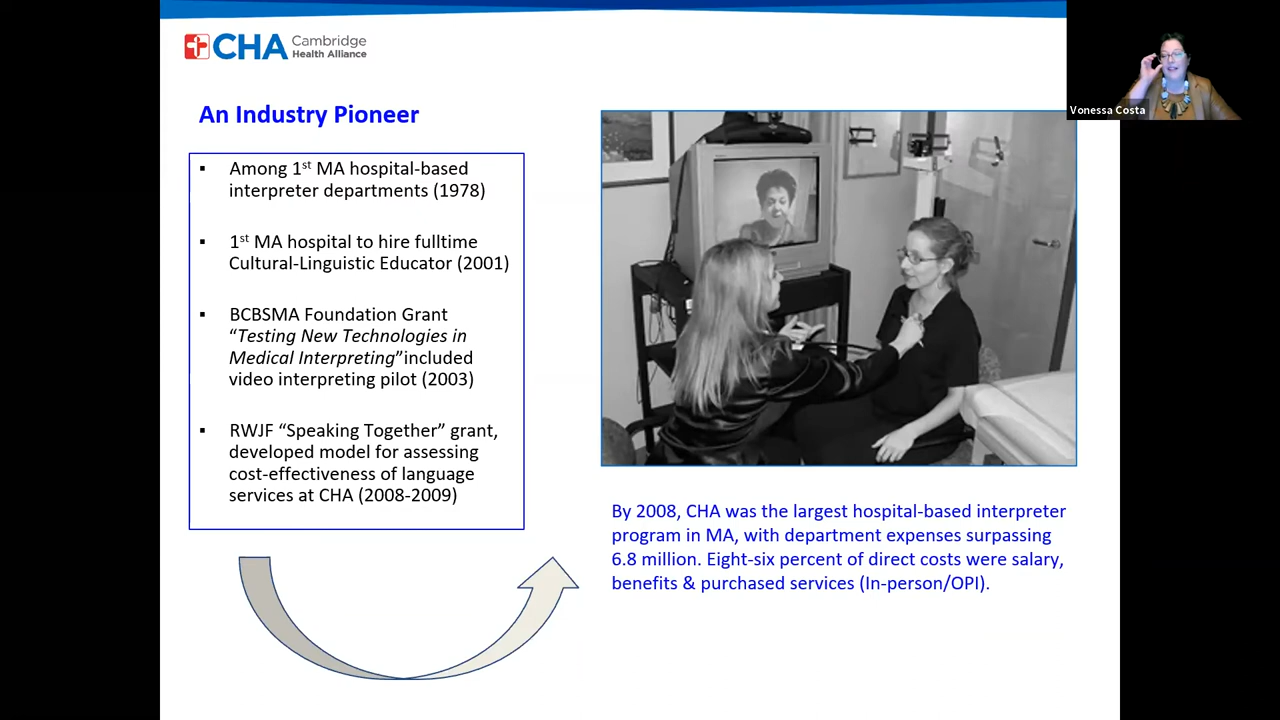 CHA Cambridge
Health Alliance
Vonessa Costa
An Industry Pioneer
▪ Among 1st MA hospital-based
interpreter departments (1978)
▪ 1st MA hospital to hire fulltime
Cultural-Linguistic Educator (2001)
▪ BCBSMA Foundation Grant
“Testing New Technologies in
Medical Interpreting”included
video interpreting pilot (2003)
▪ RWJF “Speaking Together” grant,
developed model for assessing
cost-effectiveness of language
services at CHA (2008-2009)
By 2008, CHA was the largest hospital-based interpreter
program in MA, with department expenses surpassing
6.8 million. Eight-six percent of direct costs were salary,
benefits & purchased services (In-person/OPI).